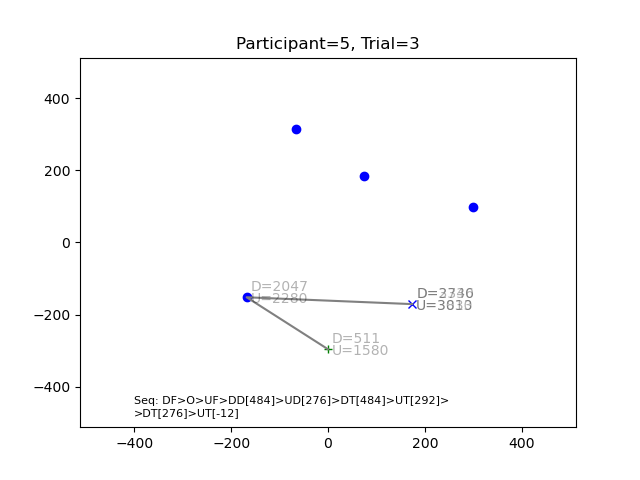 Participant=5, Trial=3
400
200
0
−200
−400
D=2047
U=2280
D=511
U=1580
Seq: DF>O>UF>DD[484]>UD[276]>DT[484]>UT[292]>
>DT[276]>UT[-12]
−400
−200
0
200
400